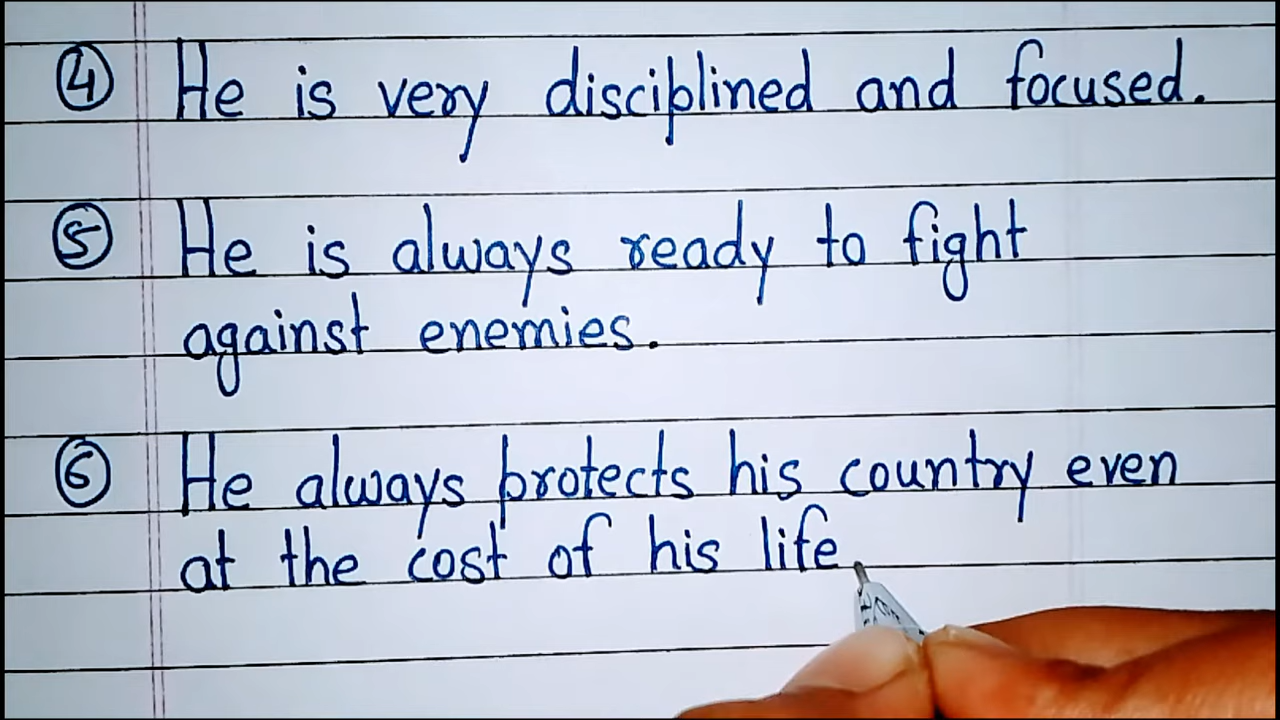 ④ He is very disciplined and focused.
⑤ He is always ready to fight
against enemies.
⑥ He always protects his country even
at the cost of his life.